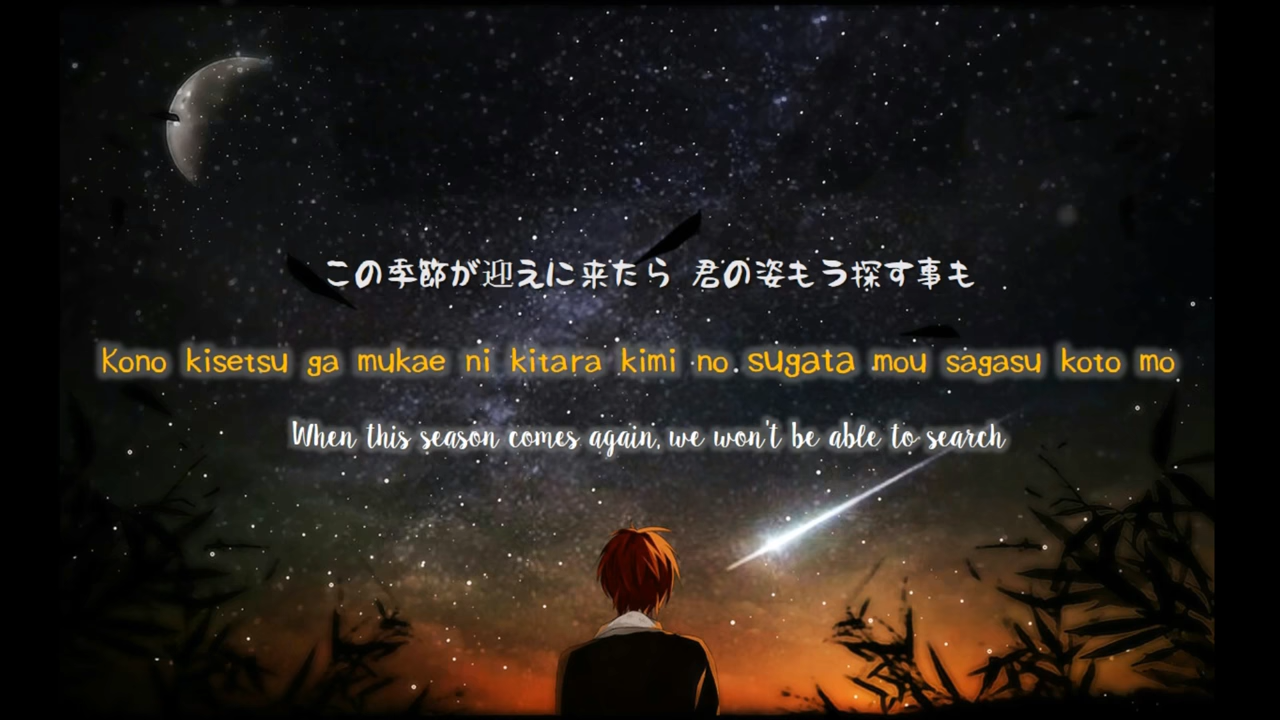 この季節が迎えに来たら 君の姿もう探す事も
Kono kisetsu ga mukae ni kitara kimi no sugata mou sagasu koto mo
When this season comes again, we won't be able to search